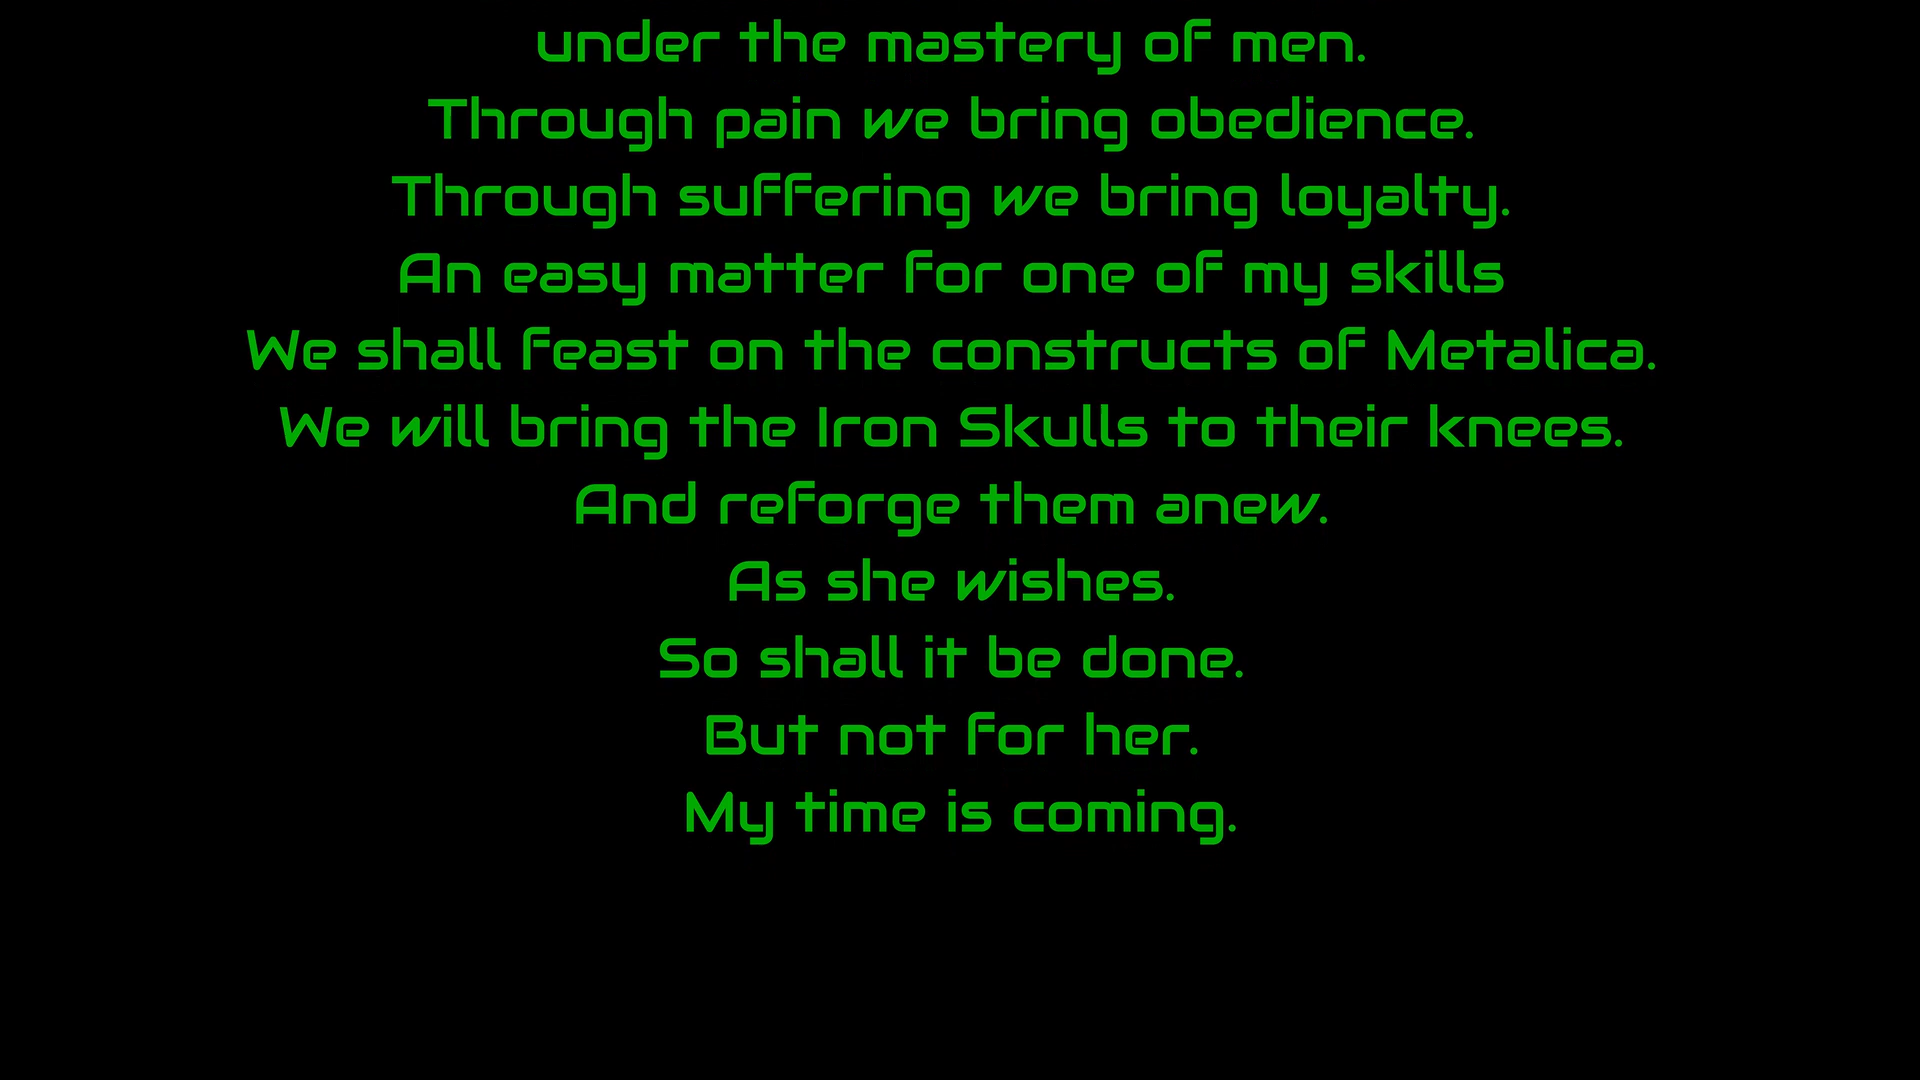 under the mastery of men.
Through pain we bring obedience.
Through suffering we bring loyalty.
An easy matter for one of my skills
We shall feast on the constructs of Metalica.
We will bring the Iron Skulls to their knees.
And reforge them anew.
As she wishes.
So shall it be done.
But not for her.
My time is coming.